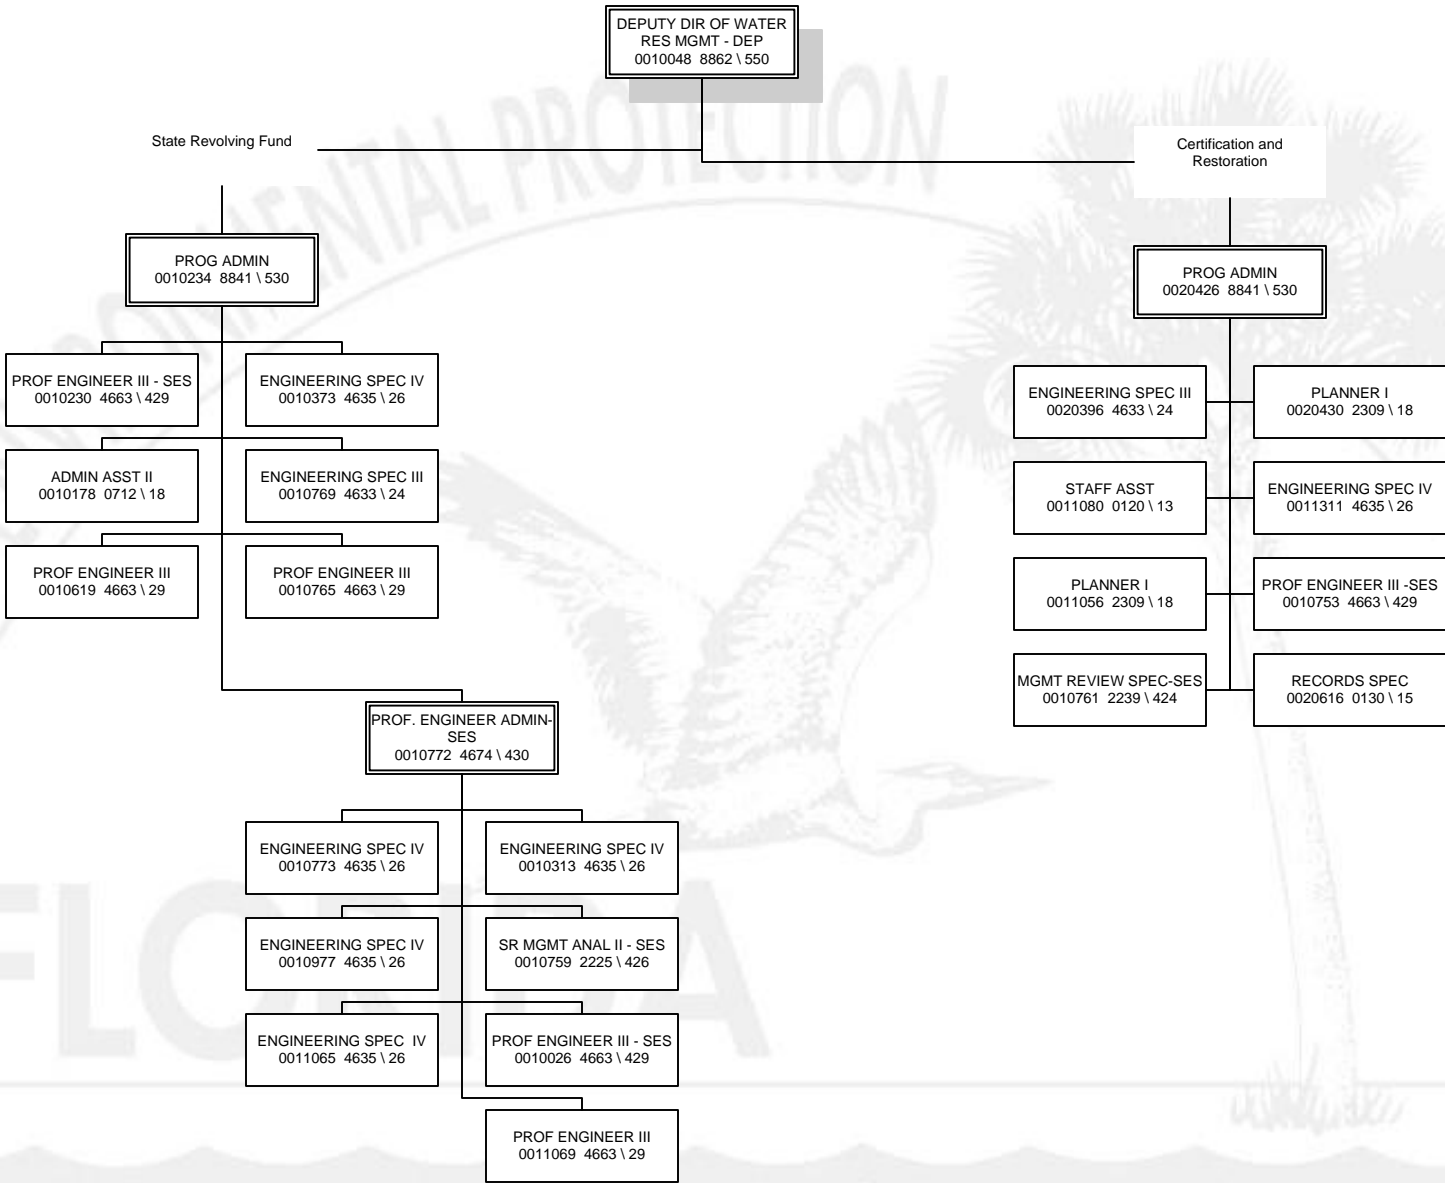 DEPUTY DIR OF WATER
RES MGMT - DEP
0010048 8862 \ 550
State Revolving Fund
Certification and
Restoration
PROG ADMIN
0010234 8841 \ 530
PROG ADMIN
0020426 8841 \ 530
PROF ENGINEER III - SES
0010230 4663 \ 429
ENGINEERING SPEC IV
0010373 4635 \ 26
ADMIN ASST II
0010178 0712 \ 18
ENGINEERING SPEC III
0010769 4633 \ 24
PROF ENGINEER III
0010619 4663 \ 29
PROF ENGINEER III
0010765 4663 \ 29
ENGINEERING SPEC III
0020396 4633 \ 24
PLANNER I
0020430 2309 \ 18
STAFF ASST
0011080 0120 \ 13
ENGINEERING SPEC IV
0011311 4635 \ 26
PLANNER I
0011056 2309 \ 18
PROF ENGINEER III -SES
0010753 4663 \ 429
MGMT REVIEW SPEC-SES
0010761 2239 \ 424
RECORDS SPEC
0020616 0130 \ 15
PROF. ENGINEER ADMIN-
SES
0010772 4674 \ 430
ENGINEERING SPEC IV
0010773 4635 \ 26
ENGINEERING SPEC IV
0010313 4635 \ 26
ENGINEERING SPEC IV
0010977 4635 \ 26
SR MGMT ANAL II - SES
0010759 2225 \ 426
ENGINEERING SPEC IV
0011065 4635 \ 26
PROF ENGINEER III - SES
0010026 4663 \ 429
PROF ENGINEER III
0011069 4663 \ 29
ENVIRONMENTAL PROTECTION
FLORIDA